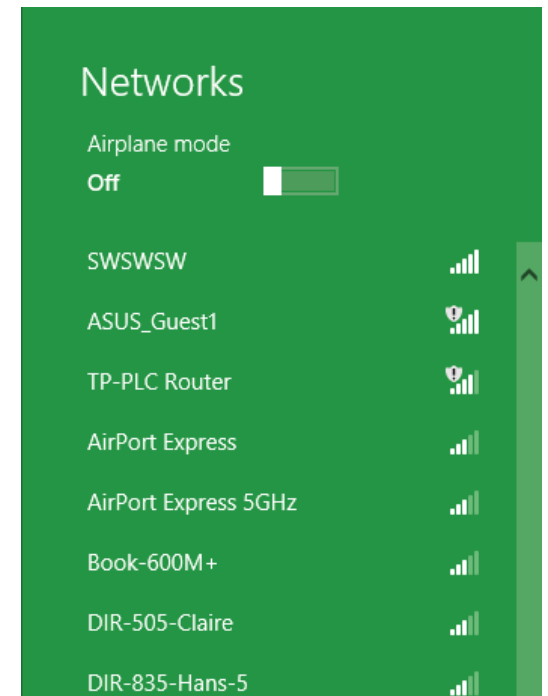 Networks
Airplane mode
Off
SWSWSW
ASUS_Guest1
TP-PLC Router
AirPort Express
AirPort Express 5GHz
Book-600M+
DIR-505-Claire
DIR-835-Hans-5